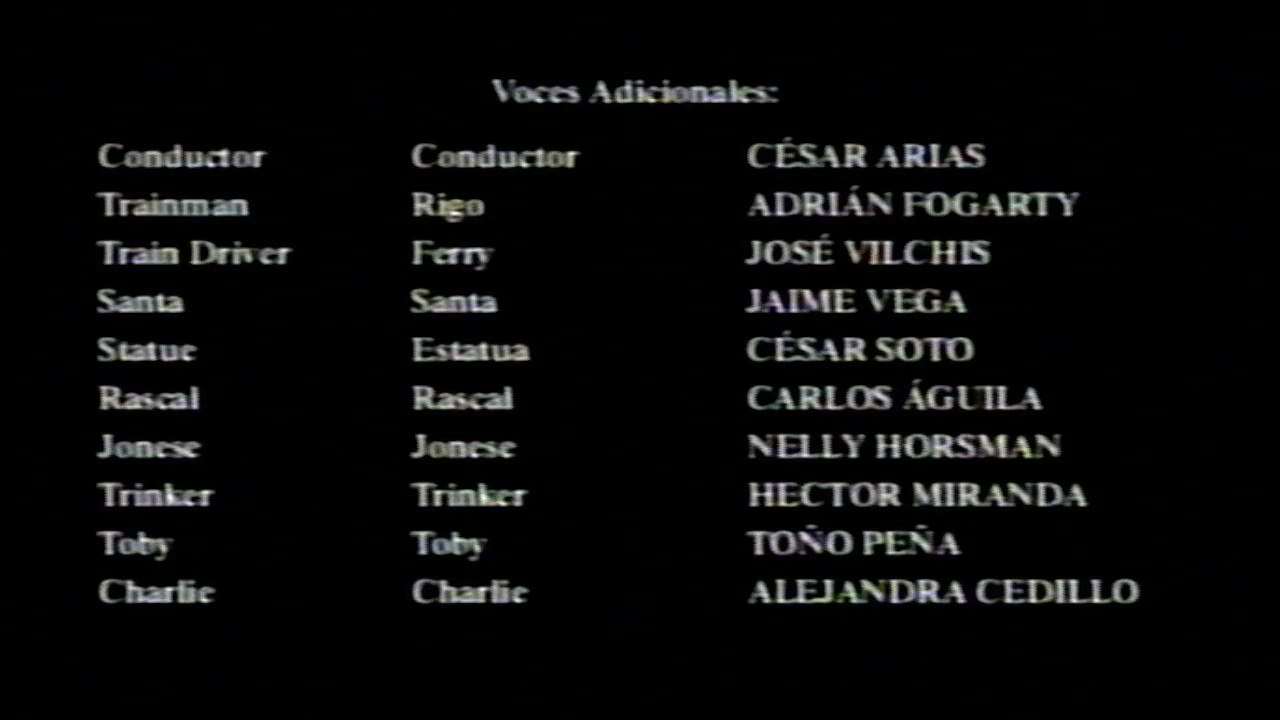 Voces Adicionales:
Conductor Conductor CÉSAR ARIAS
Trainman Rigo ADRIÁN FOGARTY
Train Driver Ferry JOSÉ VILCHIS
Santa Santa JAIME VEGA
Statue Estatua CÉSAR SOTO
Rascal Rascal CARLOS ÁGUILA
Jonese Jonese NELLY HORSMAN
Trinker Trinker HECTOR MIRANDA
Toby Toby TOÑO PEÑA
Charlie Charlie ALEJANDRA CEDILLO